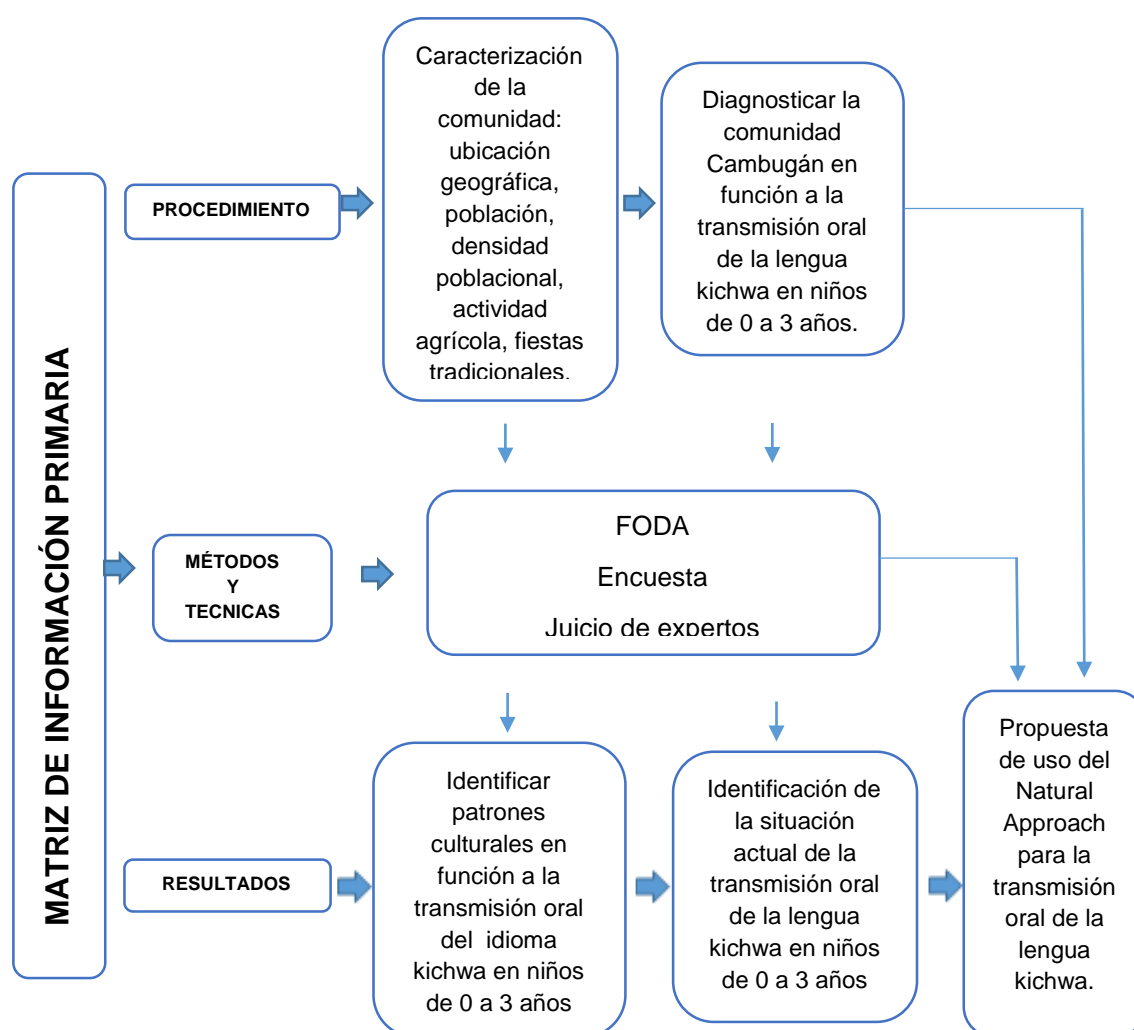 MATRIZ DE INFORMACIÓN PRIMARIA
PROCEDIMIENTO
Caracterización
de la
comunidad:
ubicación
geográfica,
población,
densidad
poblacional,
actividad
agrícola, fiestas
tradicionales.
Diagnosticar la
comunidad
Cambugán en
función a la
transmisión oral
de la lengua
kichwa en niños
de 0 a 3 años.
MÉTODOS
Y
TECNICAS
FODA
Encuesta
Juicio de expertos
RESULTADOS
Identificar
patrones
culturales en
función a la
transmisión oral
del idioma
kichwa en niños
de 0 a 3 años
Identificación de
la situación
actual de la
transmisión oral
de la lengua
kichwa en niños
de 0 a 3 años
Propuesta
de uso del
Natural
Approach
para la
transmisión
oral de la
lengua
kichwa.